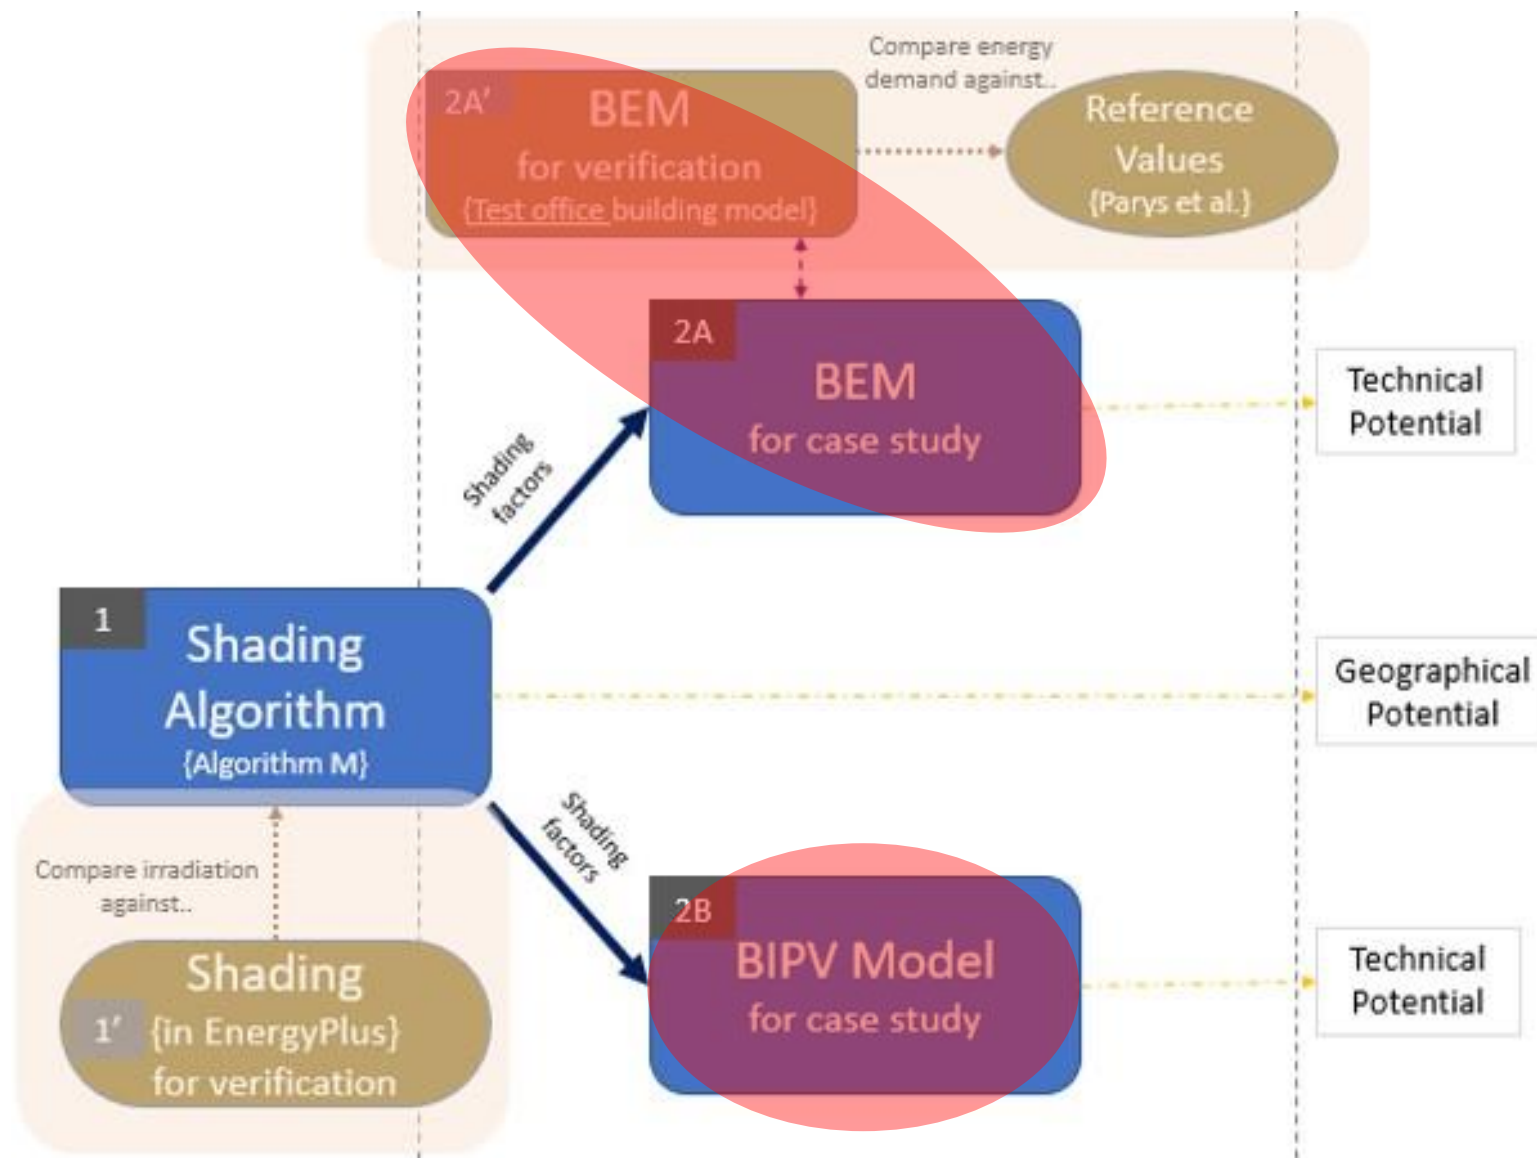 Compare energy
demand against..
2A'
BEM
for verification
{Test office building model}
Reference
Values
{Parys et al.}
2A
BEM
for case study
Technical
Potential
Shading
factors
1
Shading
Algorithm
{Algorithm M}
Geographical
Potential
Shading
factors
Compare irradiation
against..
2B
BIPV Model
for case study
Technical
Potential
Shading
1'
{in EnergyPlus}
for verification